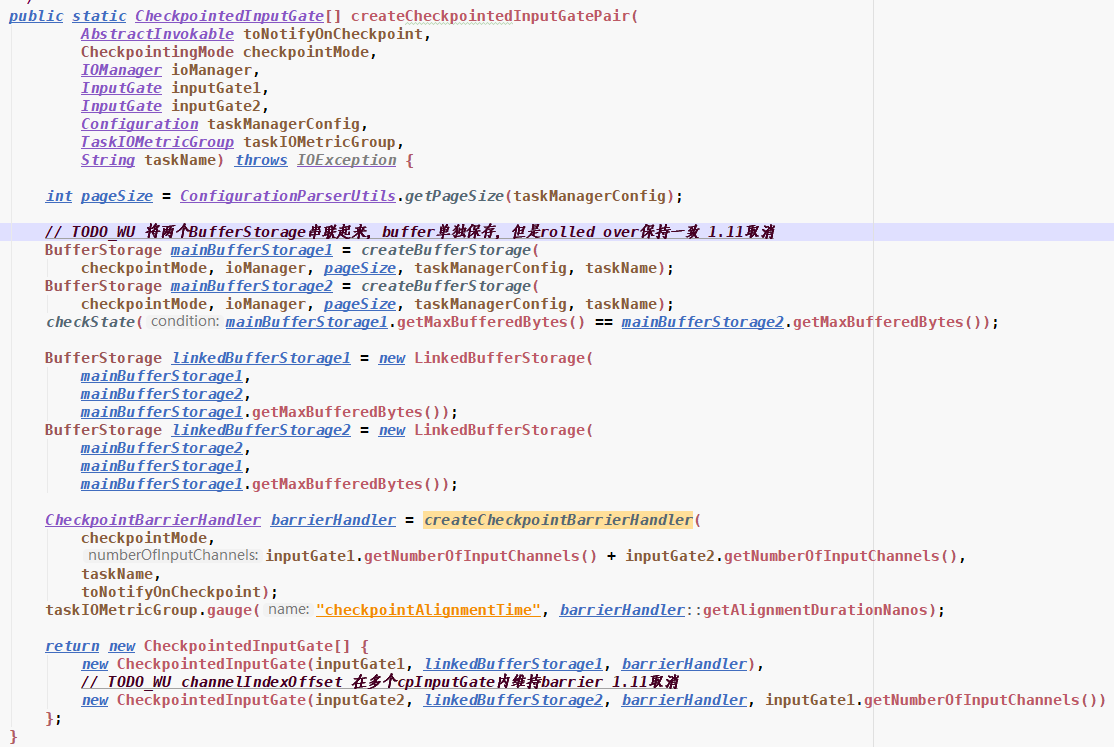 public static CheckpointedInputGate[] createCheckpointedInputGatePair(
AbstractInvokable toNotifyOnCheckpoint,
CheckpointingMode checkpointMode,
IOManager ioManager,
InputGate inputGate1,
InputGate inputGate2,
Configuration taskManagerConfig,
TaskIOMetricGroup taskIOMetricGroup,
String taskName) throws IOException {
int pageSize = ConfigurationParserUtils.getPageSize(taskManagerConfig);
// TODO_WU 将两个BufferStorage串联起来，buffer单独保存，但是rolled over保持一致 1.11取消
BufferStorage mainBufferStorage1 = createBufferStorage(
checkpointMode, ioManager, pageSize, taskManagerConfig, taskName);
BufferStorage mainBufferStorage2 = createBufferStorage(
checkpointMode, ioManager, pageSize, taskManagerConfig, taskName);
checkState( condition: mainBufferStorage1.getMaxBufferedBytes() == mainBufferStorage2.getMaxBufferedBytes());
BufferStorage linkedBufferStorage1 = new LinkedBufferStorage(
mainBufferStorage1,
mainBufferStorage2,
mainBufferStorage1.getMaxBufferedBytes());
BufferStorage linkedBufferStorage2 = new LinkedBufferStorage(
mainBufferStorage2,
mainBufferStorage1,
mainBufferStorage1.getMaxBufferedBytes());
CheckpointBarrierHandler barrierHandler = createCheckpointBarrierHandler(
checkpointMode,
numberOfInputChannels: inputGate1.getNumberOfInputChannels() + inputGate2.getNumberOfInputChannels(),
taskName,
toNotifyOnCheckpoint);
taskIOMetricGroup.gauge( name: "checkpointAlignmentTime", barrierHandler::getAlignmentDurationNanos);
return new CheckpointedInputGate[] {
new CheckpointedInputGate(inputGate1, linkedBufferStorage1, barrierHandler),
// TODO_WU channelIndexOffset 在多个cpInputGate内维持barrier 1.11取消
new CheckpointedInputGate(inputGate2, linkedBufferStorage2, barrierHandler, inputGate1.getNumberOfInputChannels())
};
}